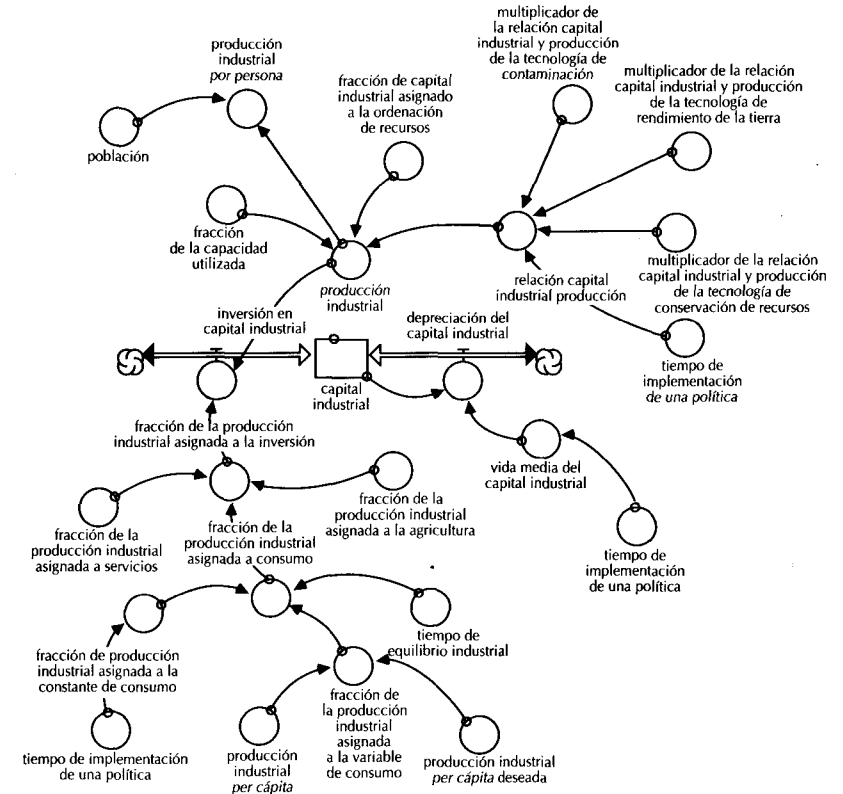 multiplicador de
la relación capital
industrial y producción
de la tecnología de
contaminación
producción
industrial
por persona
fracción de capital
industrial asignado
a la ordenación
de recursos
multiplicador de la relación
capital industrial y producción
de la tecnología de
rendimiento de la tierra
población
fracción
de la capacidad
utilizada
producción
industrial
relación capital
industrial producción
multiplicador de la relación
capital industrial y producción
de la tecnología de
conservación de recursos
inversión en
capital industrial
depreciación del
capital industrial
capital
industrial
tiempo de
implementación
de una política
fracción de la producción
industrial asignada a la inversión
vida media del
capital industrial
fracción de la
producción industrial
asignada a servicios
fracción de la
producción industrial
asignada a consumo
fracción de la
producción industrial
asignada a la agricultura
tiempo de
implementación
de una política
tiempo de
equilibrio industrial
fracción de producción
industrial asignada a la
constante de consumo
fracción de
la producción
industrial
asignada
a la variable
de consumo
tiempo de implementación
de una política
producción
industrial
per cápita
producción industrial
per cápita deseada